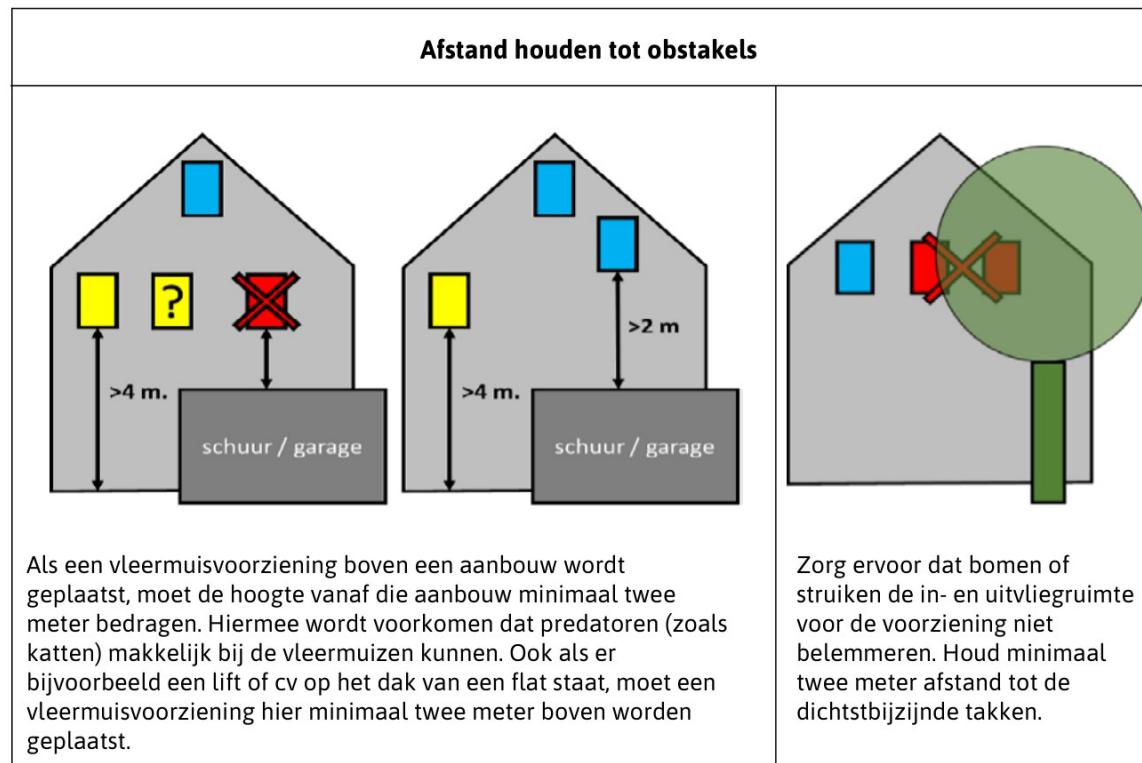 Afstand houden tot obstakels
?
>4 m.
schuur / garage
>2 m
>4 m.
schuur / garage
Als een vleermuisvoorziening boven een aanbouw wordt
geplaatst, moet de hoogte vanaf die aanbouw minimaal twee
meter bedragen. Hiermee wordt voorkomen dat predatoren (zoals
katten) makkelijk bij de vleermuizen kunnen. Ook als er
bijvoorbeeld een lift of cv op het dak van een flat staat, moet een
vleermuisvoorziening hier minimaal twee meter boven worden
geplaatst.
Zorg ervoor dat bomen of
struiken de in- en uitvliegruimte
voor de voorziening niet
belemmeren. Houd minimaal
twee meter afstand tot de
dichtstbijzijnde takken.